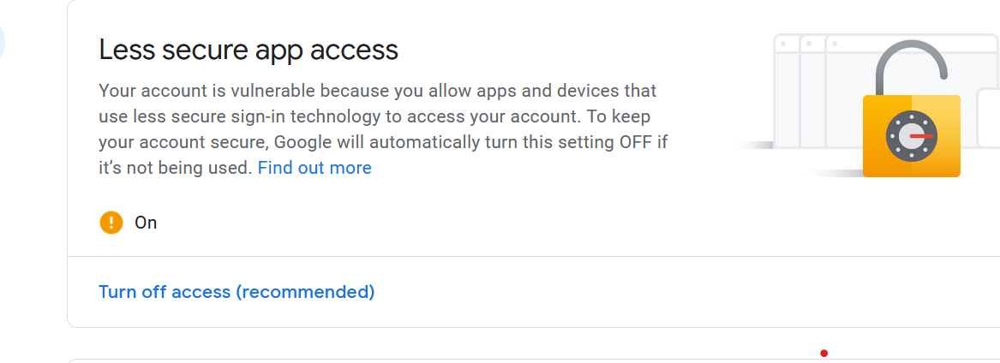 Less secure app access
Your account is vulnerable because you allow apps and devices that
use less secure sign-in technology to access your account. To keep
your account secure, Google will automatically turn this setting OFF if
it’s not being used. Find out more
On
Turn off access (recommended)